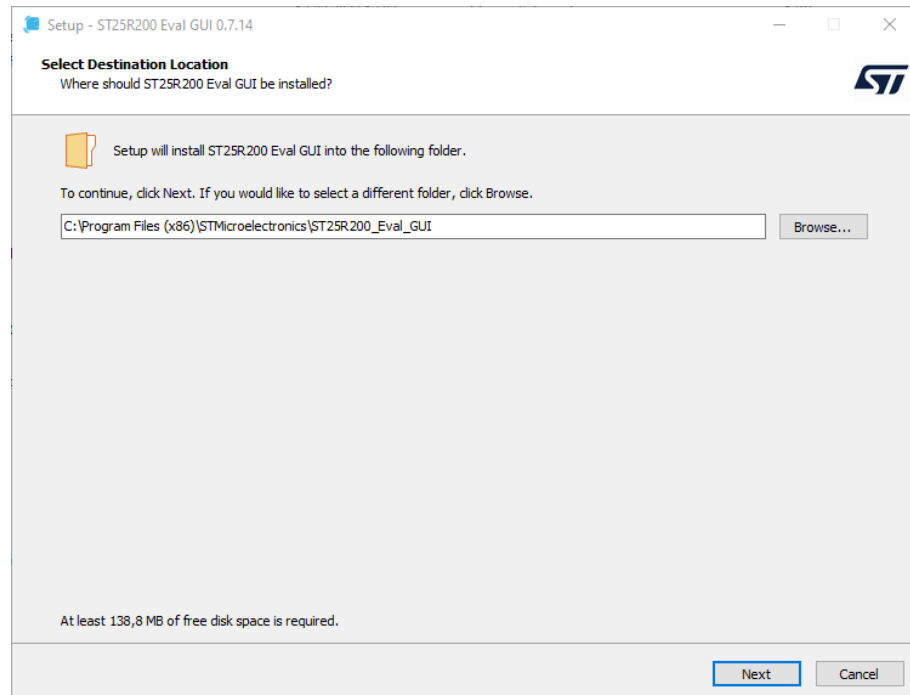 Setup - ST25R200 Eval GUI 0.7.14
Select Destination Location
Where should ST25R200 Eval GUI be installed?
ST
Setup will install ST25R200 Eval GUI into the following folder.
To continue, click Next. If you would like to select a different folder, click Browse.
C:\Program Files (x86)\STMicroelectronics\ST25R200_Eval_GUI
Browse...
At least 138,8 MB of free disk space is required.
Next
Cancel